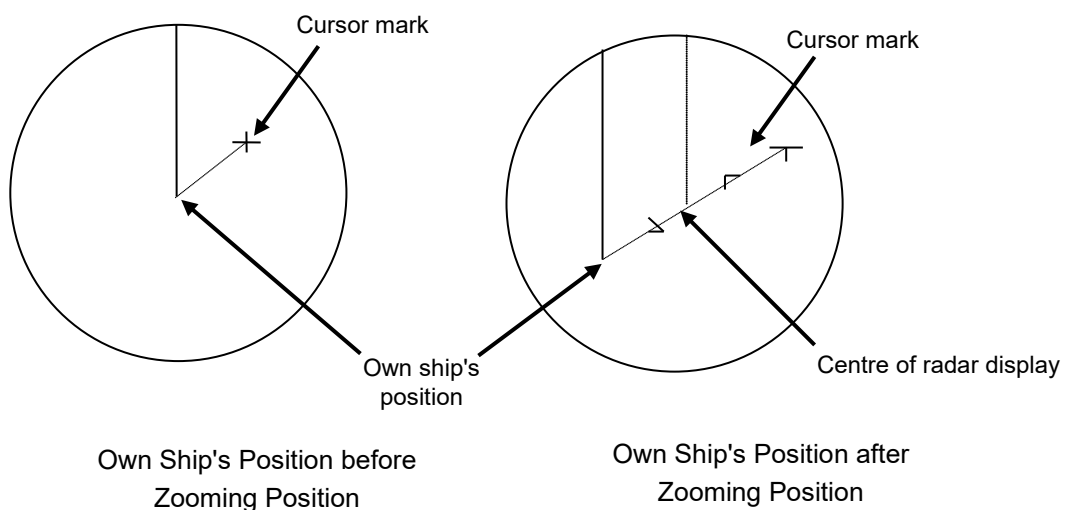 Cursor mark
Cursor mark
Own ship's
position
Centre of radar display
Own Ship's Position before
Zooming Position
Own Ship's Position after
Zooming Position